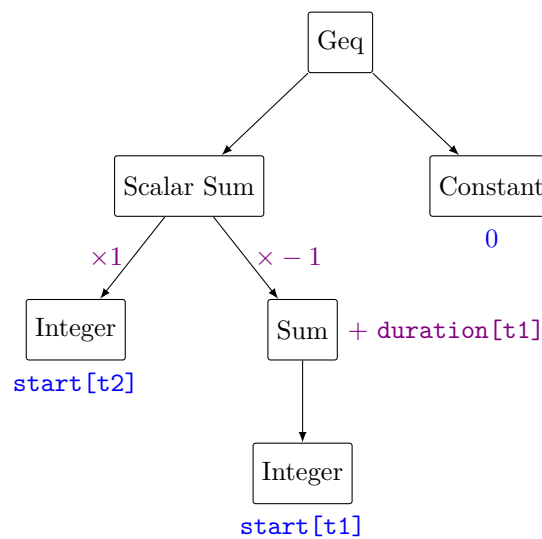 Geq
Scalar Sum
Constant
0
×1
× − 1
Integer
Sum
+ duration[t1]
start[t2]
Integer
start[t1]